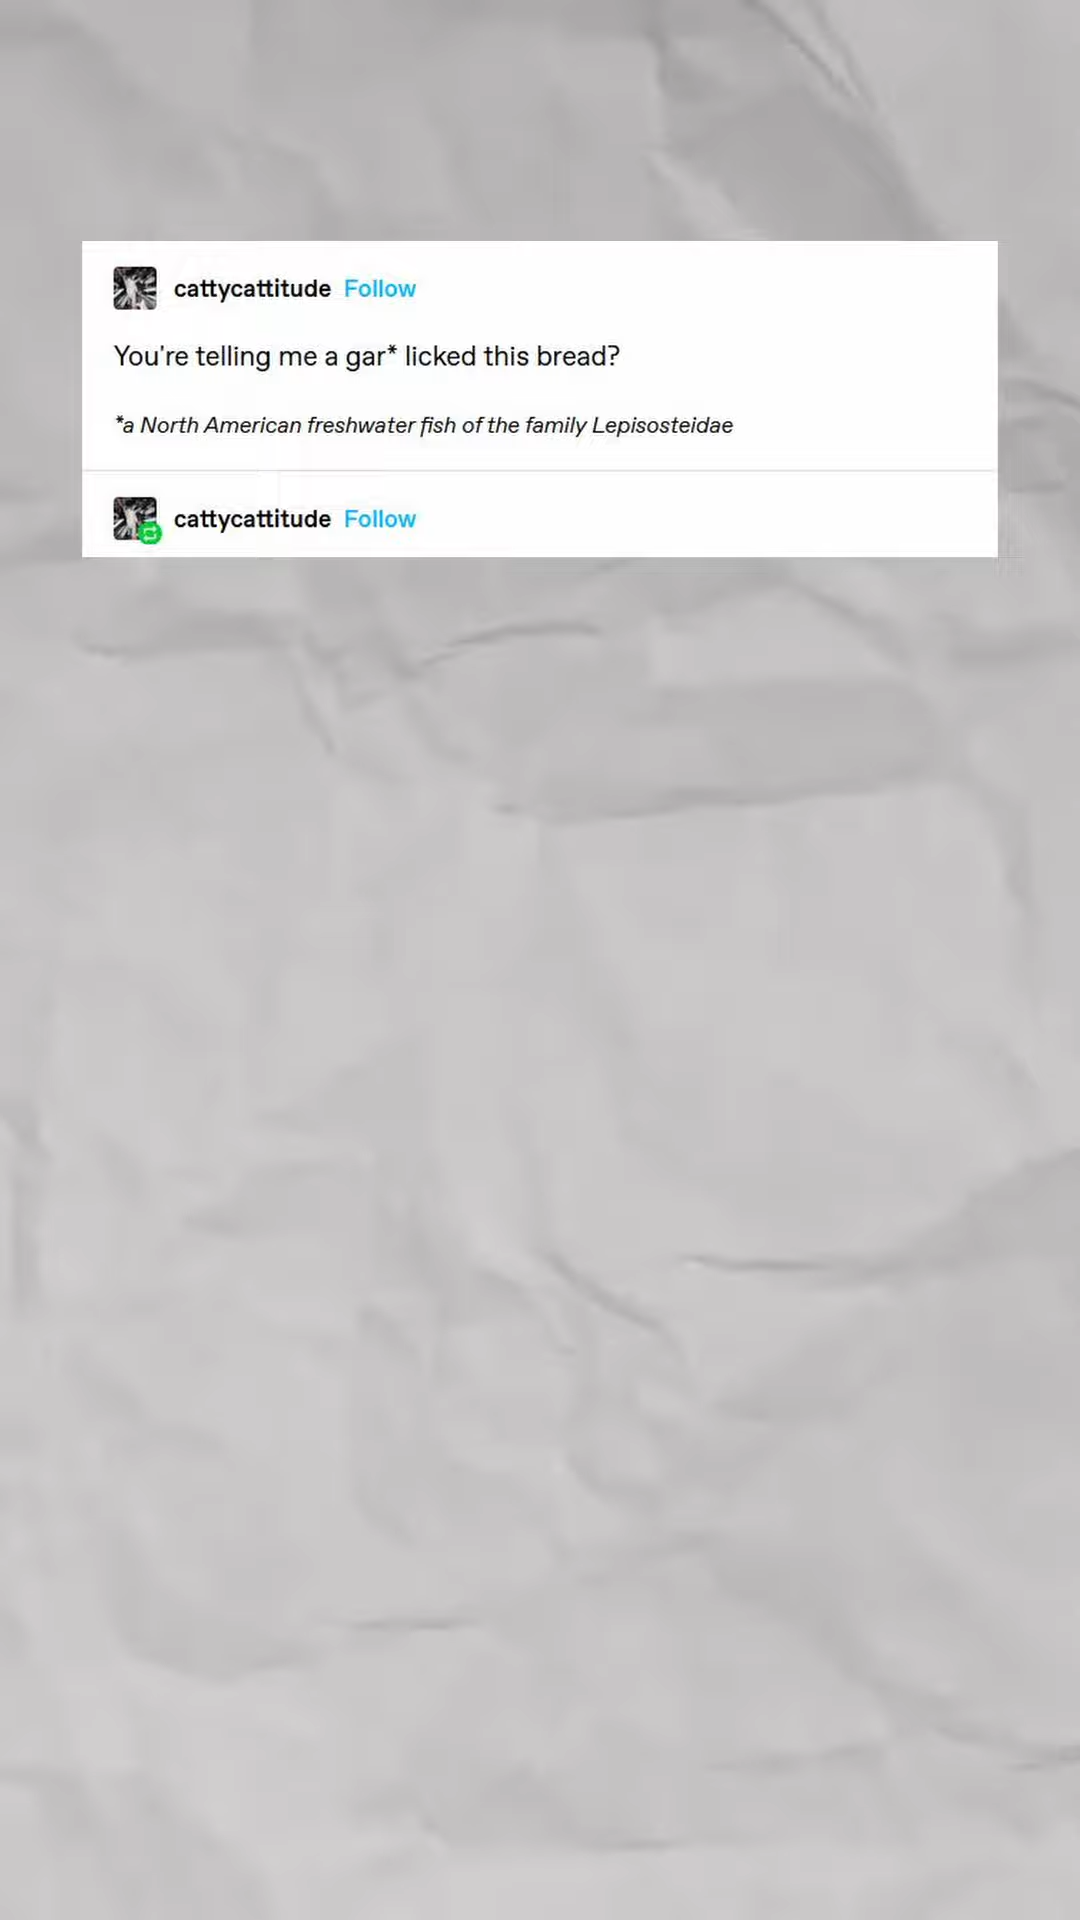 cattycattitude Follow
You're telling me a gar* licked this bread?
*a North American freshwater fish of the family Lepisosteidae
cattycattitude Follow